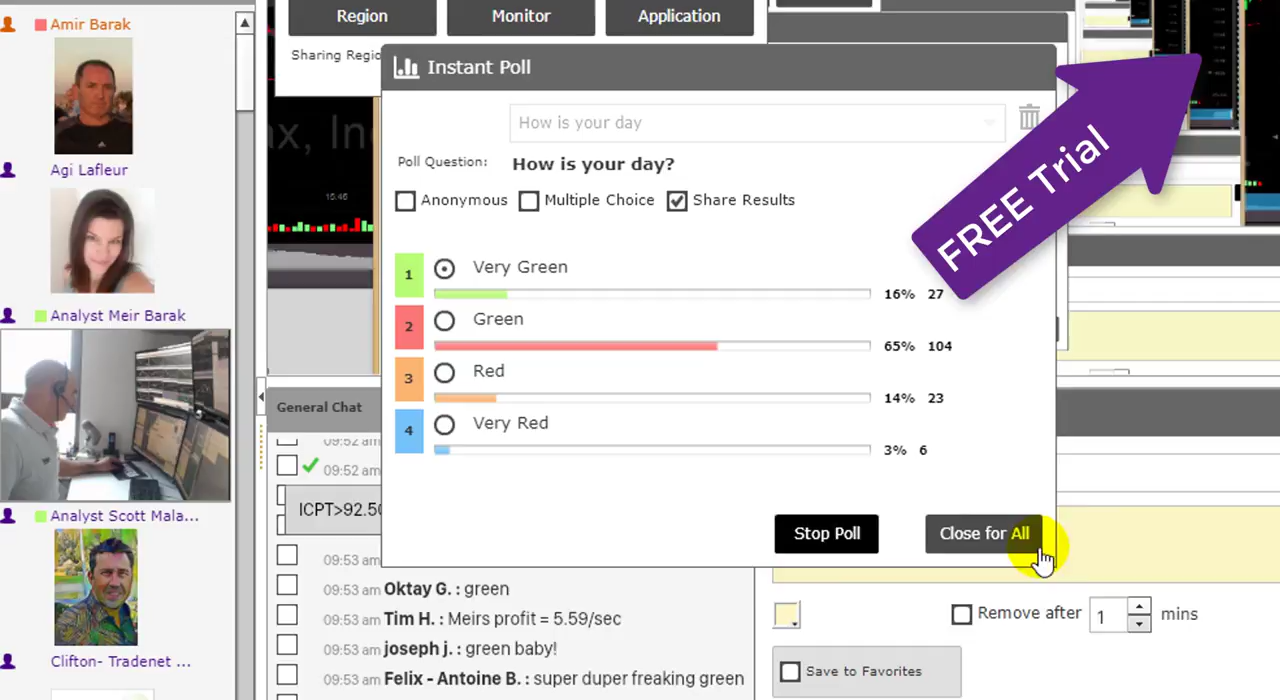 Amir Barak
Agi Lafleur
Analyst Meir Barak
Analyst Scott Mala...
Clifton- Tradenet ...
Region
Monitor
Application
Sharing Regio
ax, In
15:46
Instant Poll
How is your day
Poll Question:
How is your day?
Anonymous
Multiple Choice
Share Results
1
Very Green
16% 27
2
Green
65% 104
3
Red
14% 23
4
Very Red
3% 6
Stop Poll
Close for All
FREE Trial
General Chat
09:52 am
09:52 am
ICPT>92.50
09:53 am
09:53 am Oktay G. : green
09:53 am Tim H. : Meirs profit = 5.59/sec
09:53 am joseph j. : green baby!
09:53 am Felix - Antoine B. : super duper freaking green
Remove after 1 mins
Save to Favorites